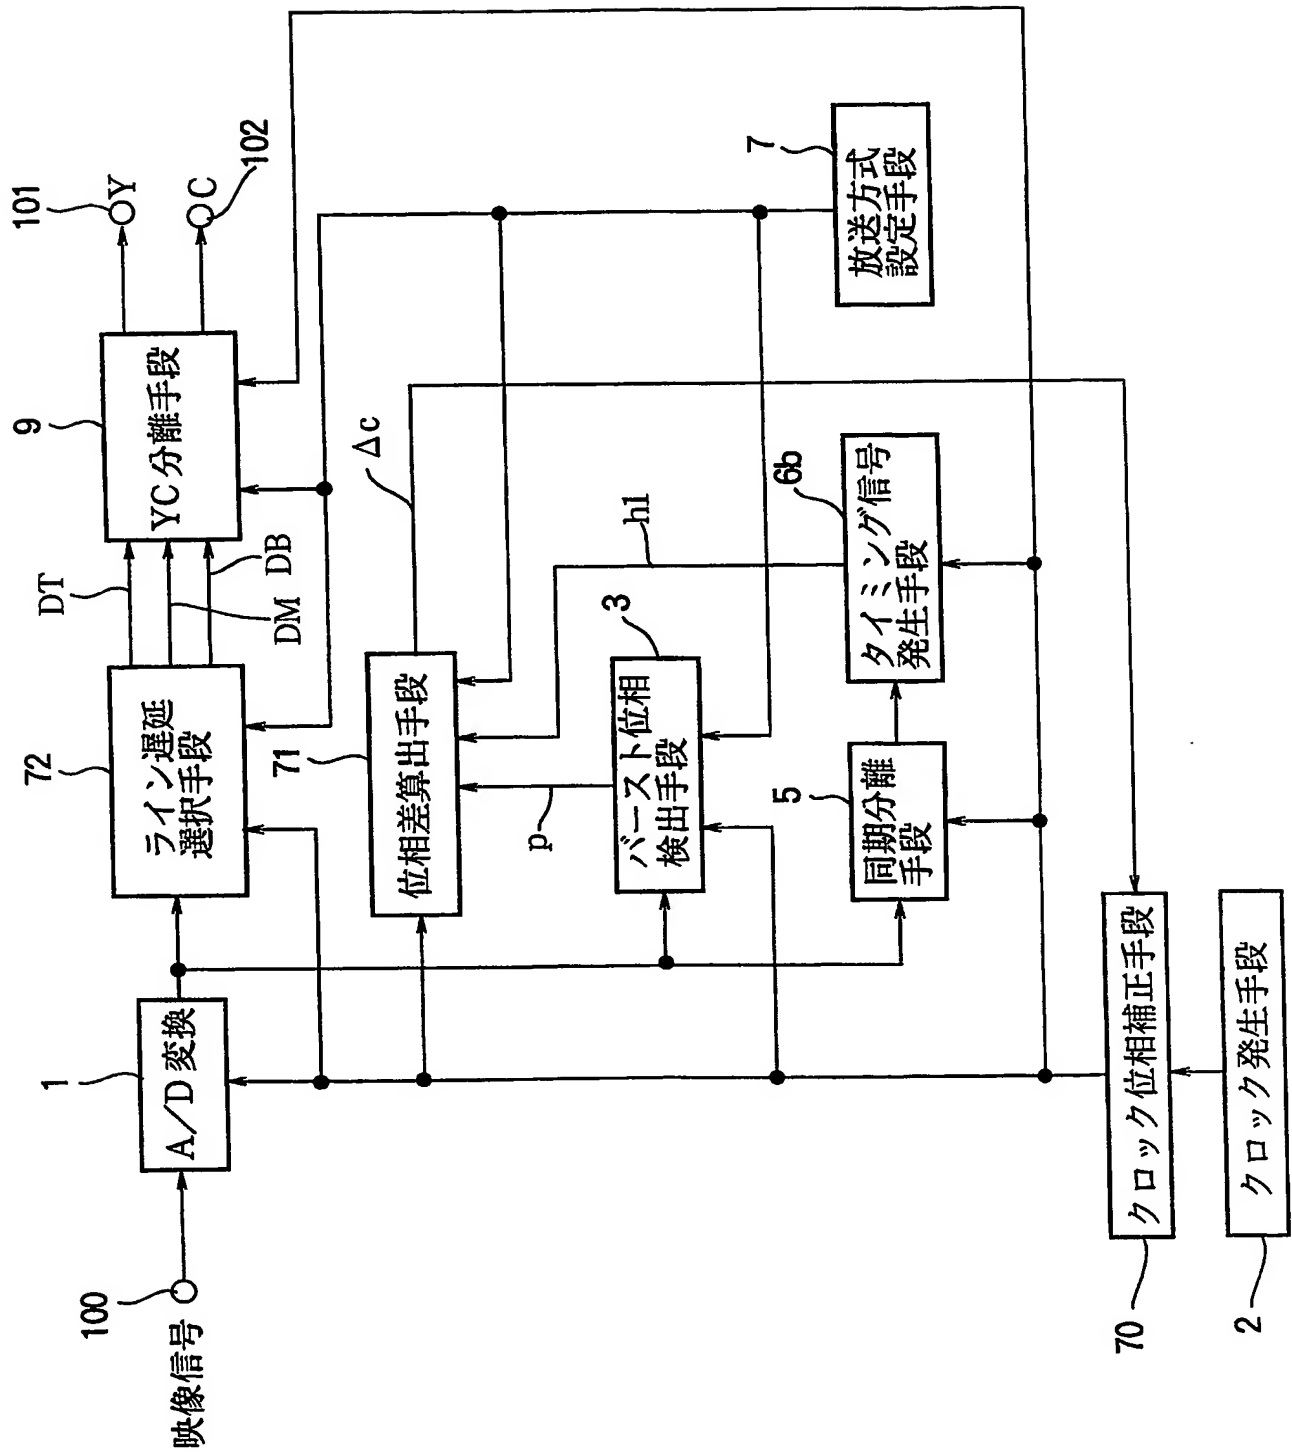 映像信号
100
1
A/D変換
72
ライン遅延
選択手段
DT
DM
DB
9
YC分離手段
101
Y
C
102
71
位相差算出手段
Δc
p
3
バースト位相
検出手段
h1
5
同期分離
手段
6b
タイミング信号
発生手段
7
放送方式
設定手段
70
クロック位相補正手段
2
クロック発生手段